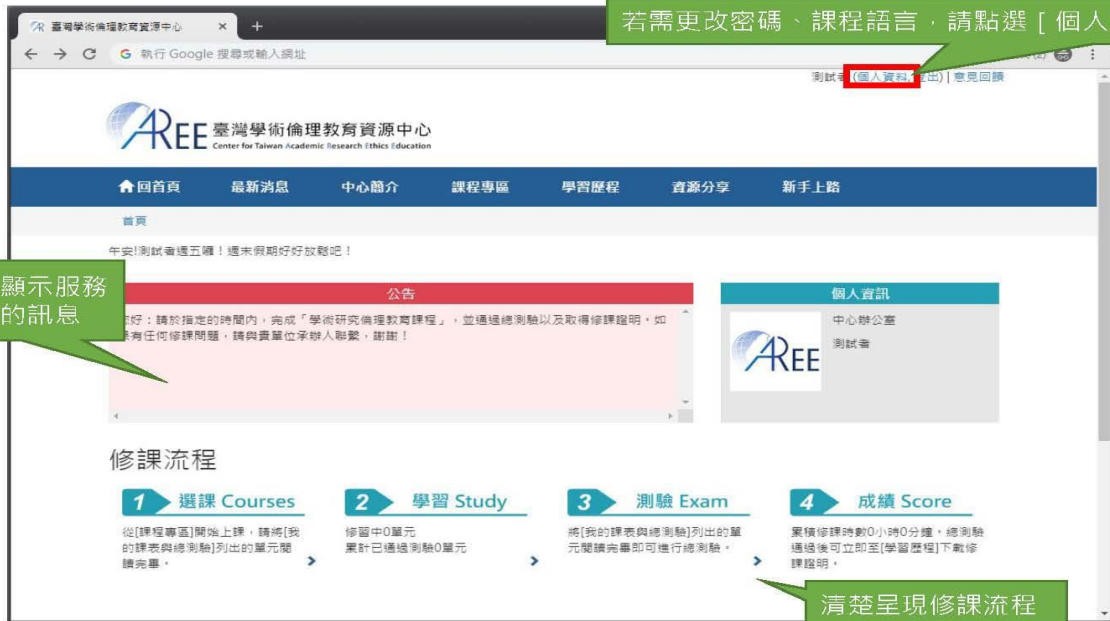 臺灣學術倫理教育資源中心
若需更改密碼、課程語言，請點選 [ 個人
執行 Google 搜尋或輸入網址
測試者 (個人資料, 登出) | 意見回饋
AREE 臺灣學術倫理教育資源中心
Center for Taiwan Academic Research Ethics Education
回首頁 最新消息 中心簡介 課程專區 學習歷程 資源分享 新手上路
首頁
午安!測試者週五囉！週末假期好好放鬆吧！
顯示服務
的訊息
公告
好：請於指定的時間內，完成「學術研究倫理教育課程」，並通過總測驗以及取得修課證明。如
有任何修課問題，請與貴單位承辦人聯繫，謝謝！
個人資訊
AREE
中心辦公室
測試者
修課流程
1 選課 Courses
從[課程專區]開始上課，請將[我
的課表與總測驗]列出的單元閱
讀完畢。
2 學習 Study
修習中0單元
累計已通過測驗0單元
3 測驗 Exam
將[我的課表與總測驗]列出的單
元閱讀完畢即可進行總測驗。
4 成績 Score
累積修課時數0小時0分鐘，總測驗
通過後可立即至[學習歷程]下載修
課證明。
清楚呈現修課流程